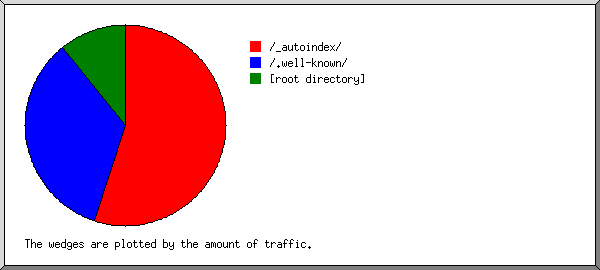 /_autoindex/
/.well-known/
[root directory]
The wedges are plotted by the amount of traffic.